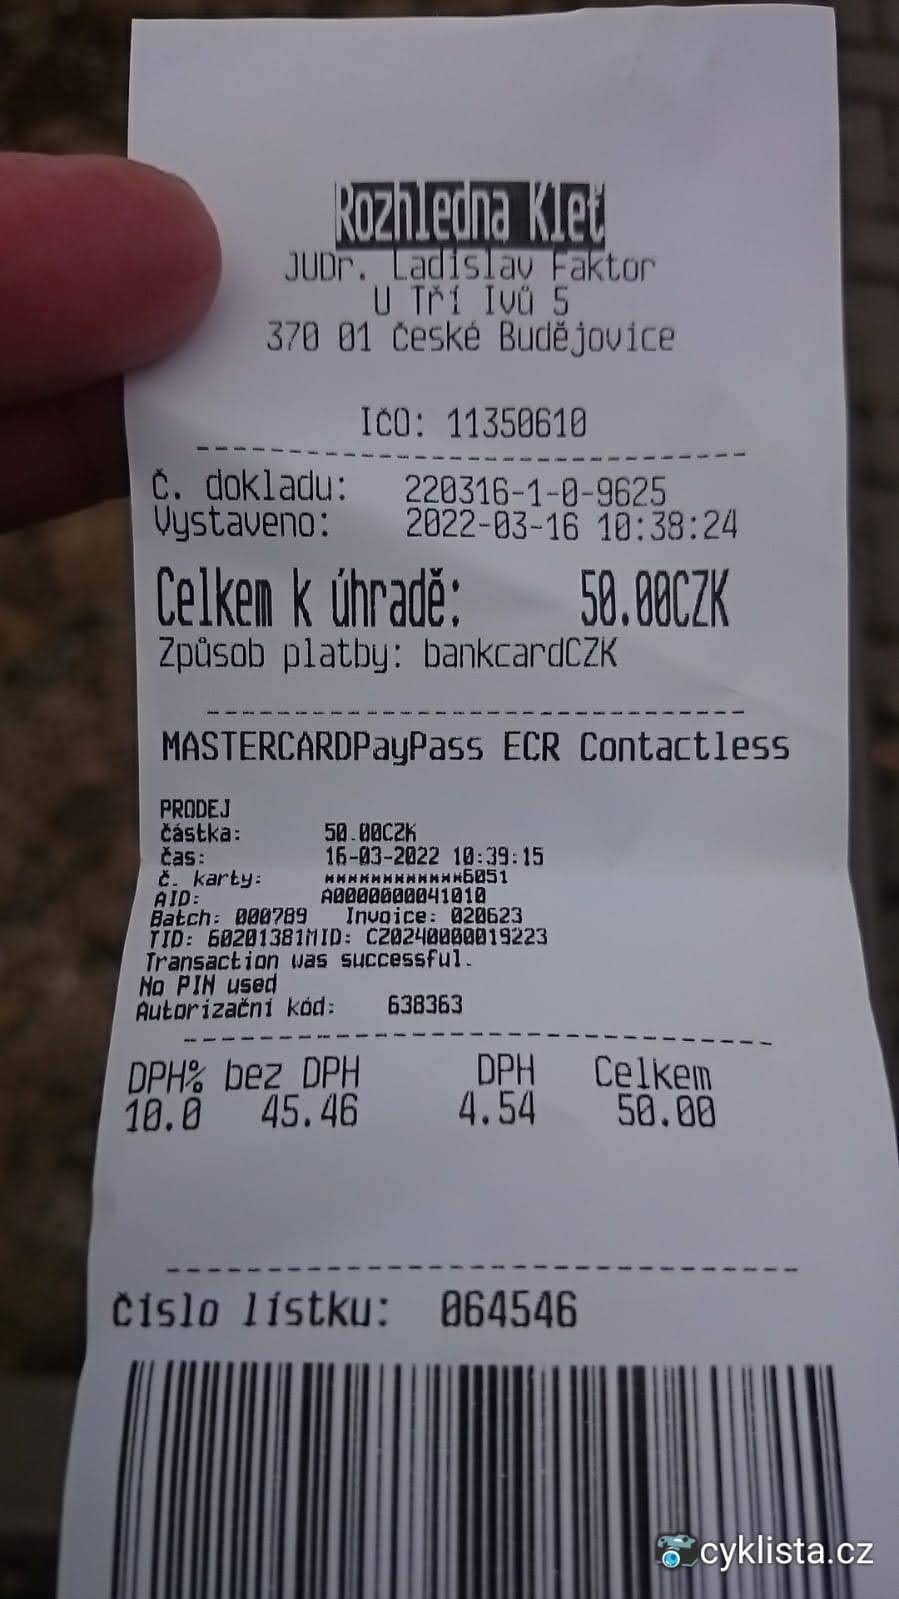 Rozhledna Kleť
JUDr. Ladislav Faktor
U Tří lvů 5
370 01 České Budějovice
IČO: 11350610
Č. dokladu: 220316-1-0-9625
Vystaveno: 2022-03-16 10:38:24
Celkem k úhradě: 50.00CZK
Způsob platby: bankcardCZK
MASTERCARDPayPass ECR Contactless
PRODEJ
částka: 50.00CZK
čas: 16-03-2022 10:39:15
č. karty: ************6051
AID: A0000000041010
Batch: 000789 Invoice: 020623
TID: 60201381MID: CZ0240000019223
Transaction was successful.
No PIN used
Autorizační kód: 638363
DPH% bez DPH DPH Celkem
10.0 45.46 4.54 50.00
Číslo lístku: 064546
cyklista.cz